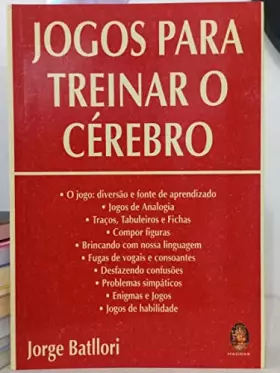 JOGOS PARA
TREINAR O
CÉREBRO
• O jogo: diversão e fonte de aprendizado
• Jogos de Analogia
• Traços, Tabuleiros e Fichas
• Compor figuras
• Brincando com nossa linguagem
• Fugas de vogais e consoantes
• Desfazendo confusões
• Problemas simpáticos
• Enigmas e Jogos
• Jogos de habilidade
Jorge Batllori
MADRAS